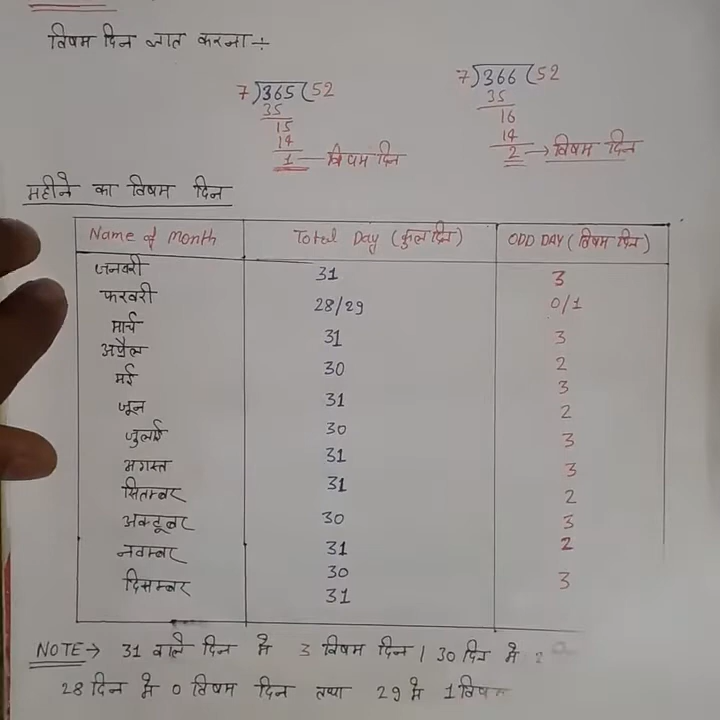 विषम दिन ज्ञात करना ÷
7)365(52
35
15
14
1 — विषम दिन
7)366(52
35
16
14
2 → विषम दिन
महीने का विषम दिन
Name of Month Total Day (कुल दिन) ODD DAY (विषम दिन)
जनवरी 31 3
फरवरी 28/29 0/1
मार्च 31 3
अप्रैल 30 2
मई 31 3
जून 30 2
जुलाई 31 3
अगस्त 31 3
सितम्बर 30 2
अक्टूबर 31 3
नवम्बर 30 2
दिसम्बर 31 3
NOTE → 31 वाले दिन मे 3 विषम दिन । 30 दिन मे 2
28 दिन मे 0 विषम दिन तथा 29 मे 1 विषम